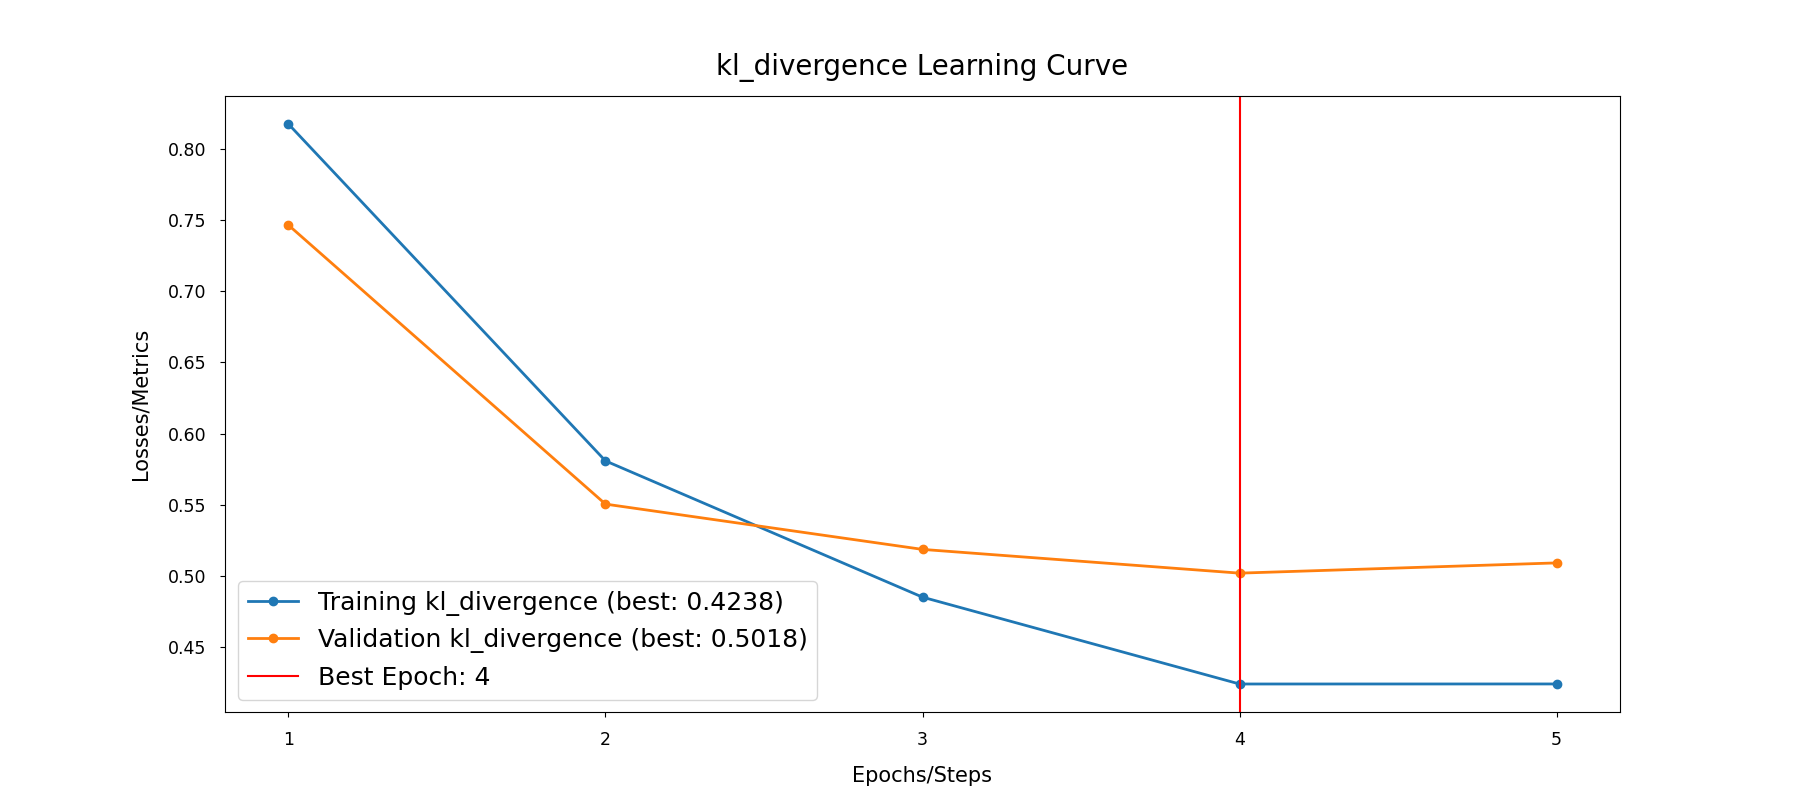 kl_divergence Learning Curve
0.80
0.75
0.70
0.65
0.60
0.55
0.50
0.45
Losses/Metrics
Training kl_divergence (best: 0.4238)
Validation kl_divergence (best: 0.5018)
Best Epoch: 4
1 2 3 4 5
Epochs/Steps